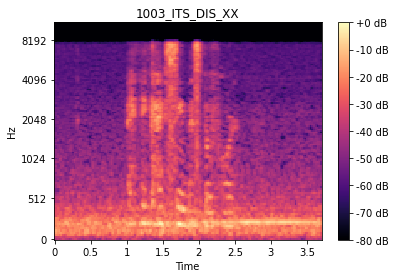 1003_ITS_DIS_XX
+0 dB
8192
-10 dB
4096
-20 dB
-30 dB
Hz
2048
-40 dB
1024
-50 dB
-60 dB
512
-70 dB
0
-80 dB
0 0.5 1 1.5 2 2.5 3 3.5
Time